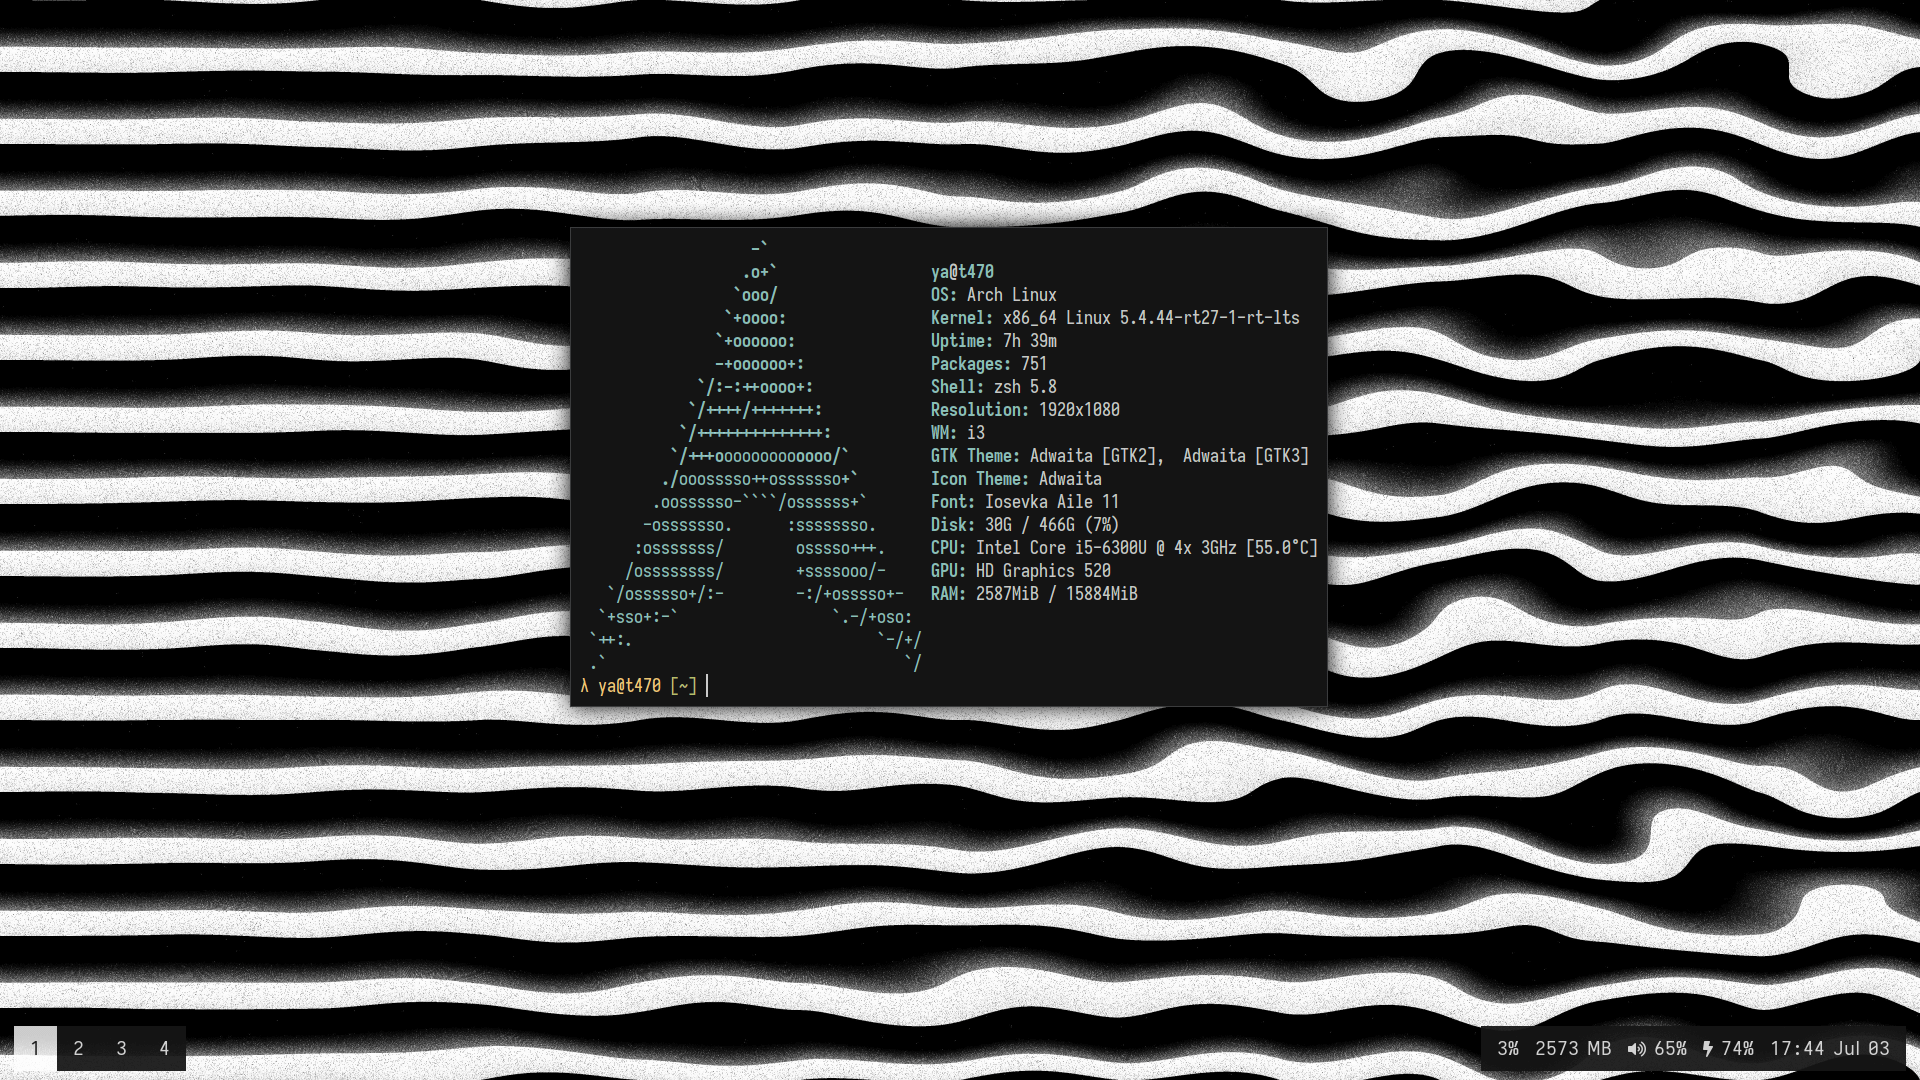 -`
.o+`
ya@t470
`ooo/
OS: Arch Linux
`+oooo:
Kernel: x86_64 Linux 5.4.44-rt27-1-rt-lts
`+oooooo:
Uptime: 7h 39m
-+oooooo+:
Packages: 751
`/:-:++oooo+:
Shell: zsh 5.8
`/++++/+++++++:
Resolution: 1920x1080
`/++++++++++++++:
WM: i3
`/+++ooooooooooooo/`
GTK Theme: Adwaita [GTK2], Adwaita [GTK3]
./ooosssso++osssssso+`
Icon Theme: Adwaita
.oossssso-````/ossssss+`
Font: Iosevka Aile 11
-osssssso.      :ssssssso.
Disk: 30G / 466G (7%)
:osssssss/        osssso+++.
CPU: Intel Core i5-6300U @ 4x 3GHz [55.0°C]
/ossssssss/        +ssssooo/-
GPU: HD Graphics 520
`/ossssso+/:-        -:/+osssso+-
RAM: 2587MiB / 15884MiB
`+sso+:-`                 `.-/+oso:
`++:.                           `-/+/
.`                                 `/
λ ya@t470 [~]
1 2 3 4
3% 2573 MB 65% 74% 17:44 Jul 03